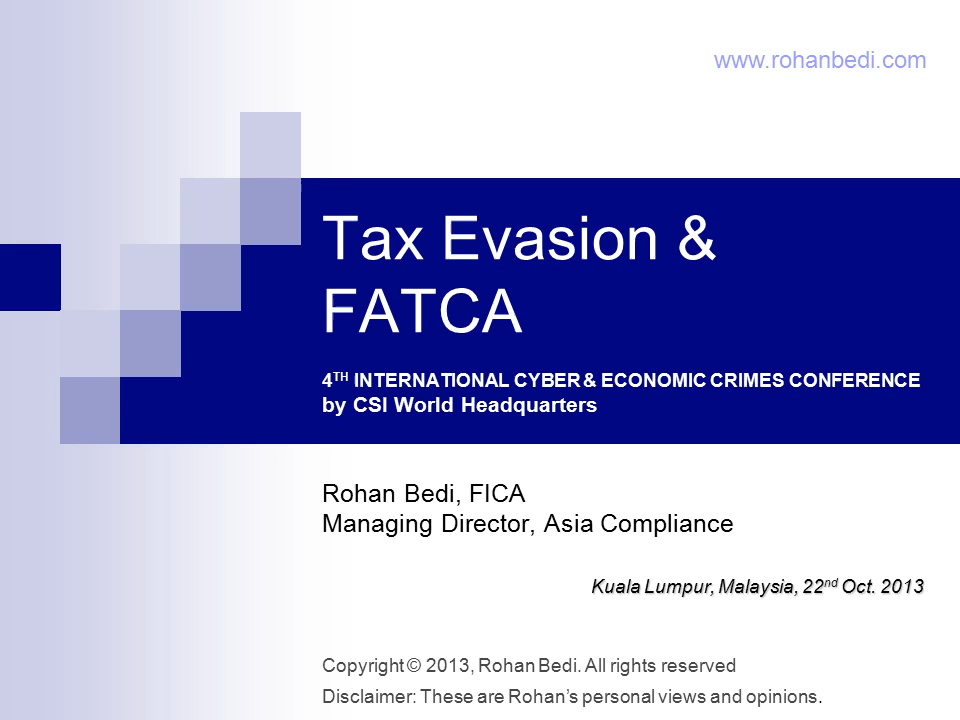 www.rohanbedi.com
Tax Evasion &
FATCA
4TH INTERNATIONAL CYBER & ECONOMIC CRIMES CONFERENCE
by CSI World Headquarters
Rohan Bedi, FICA
Managing Director, Asia Compliance
Kuala Lumpur, Malaysia, 22nd Oct. 2013
Copyright © 2013, Rohan Bedi. All rights reserved
Disclaimer: These are Rohan’s personal views and opinions.